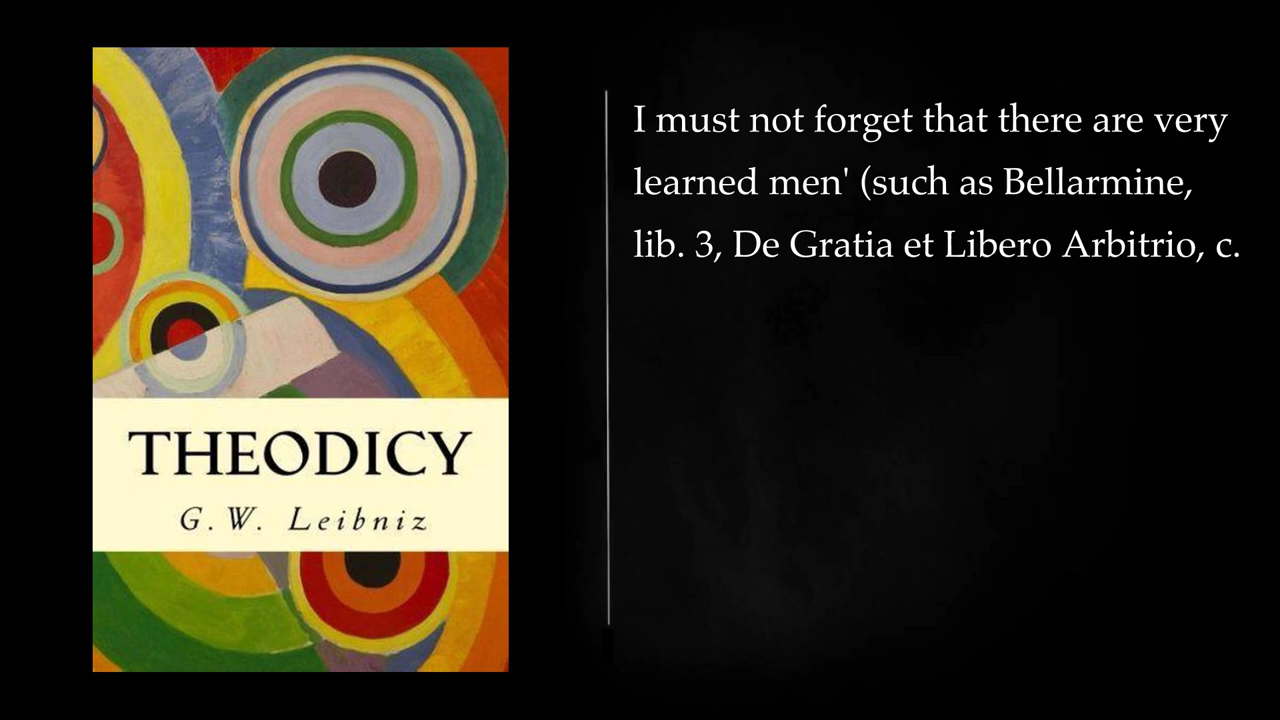 THEODICY
G. W. Leibniz
I must not forget that there are very
learned men' (such as Bellarmine,
lib. 3, De Gratia et Libero Arbitrio, c.